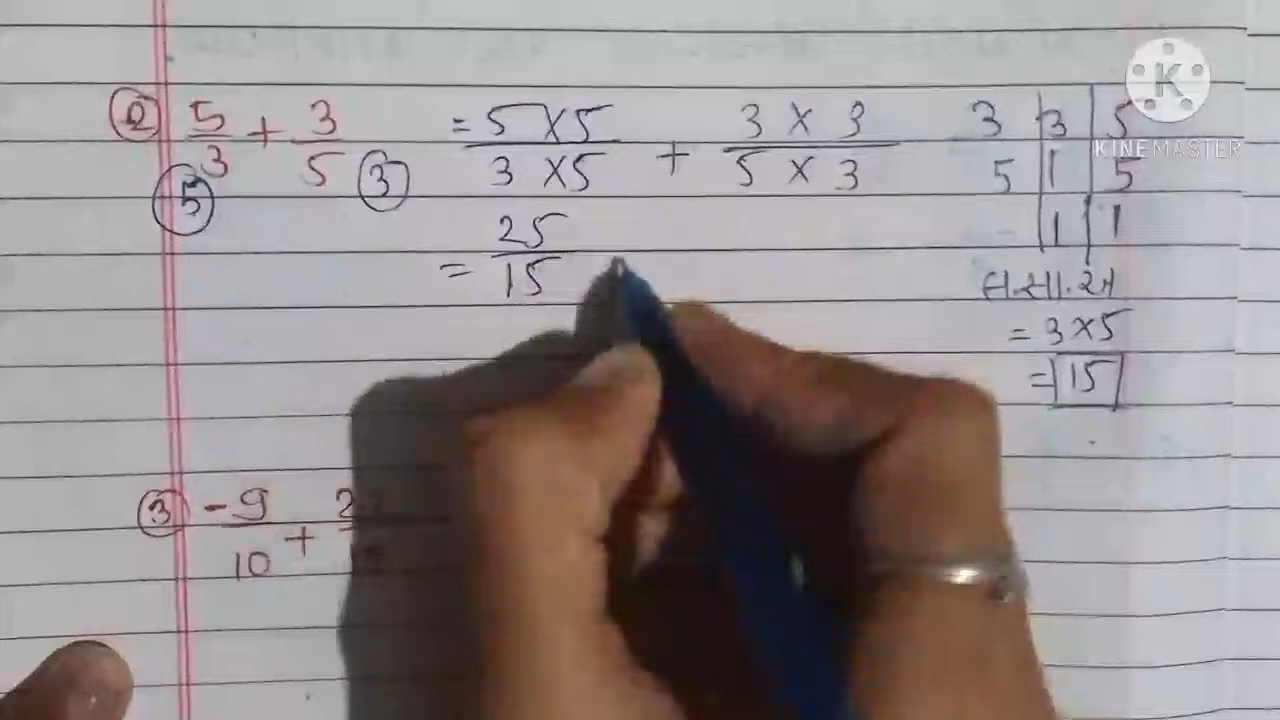 ② 5/3 + 3/5 = 5×5/3×5 + 3×3/5×3
⑤ ③
= 25/15
3 | 3 | 5
5 | 1 | 5
1 | 1
લ.સા.અ
= 3×5
= 15
③ -9/10 +
KINEMASTER